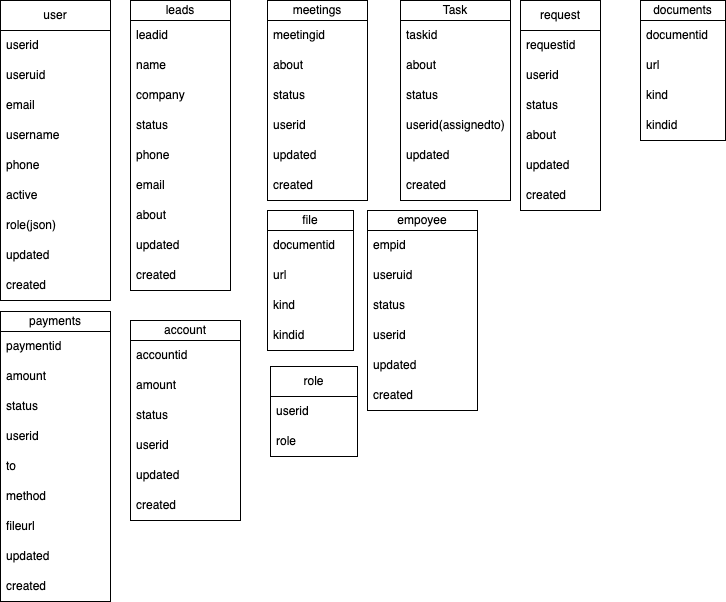 user
userid
useruid
email
username
phone
active
role(json)
updated
created
leads
leadid
name
company
status
phone
email
about
updated
created
meetings
meetingid
about
status
userid
updated
created
Task
taskid
about
status
userid(assignedto)
updated
created
request
requestid
userid
status
about
updated
created
documents
documentid
url
kind
kindid
file
documentid
url
kind
kindid
empoyee
empid
useruid
status
userid
updated
created
payments
paymentid
amount
status
userid
to
method
fileurl
updated
created
account
accountid
amount
status
userid
updated
created
role
userid
role